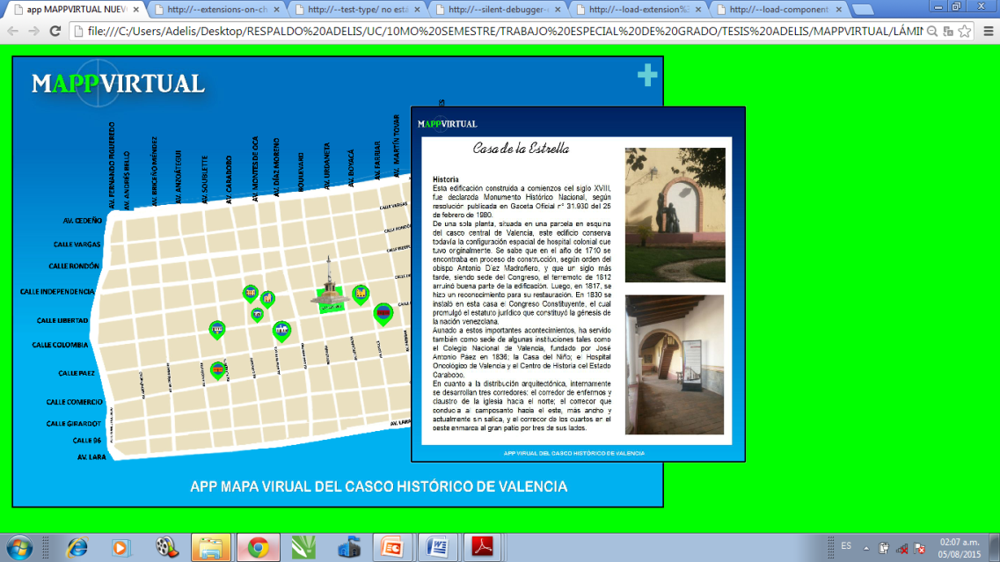 app MAPPVIRTUAL NUEV
http://--extensions-on-ch
http://--test-type/ no está
http://--silent-debugger-
http://--load-extension%
http://--load-component
file:///C:/Users/Adelis/Desktop/RESPALDO%20ADELIS/UC/10MO%20SEMESTRE/TRABAJO%20ESPECIAL%20DE%20GRADO/TESIS%20ADELIS/MAPPVIRTUAL/LÁMIN
MAPPVIRTUAL
AV. FERNANDO FIGUEREDO
AV. ANDRÉS BELLO
AV. BRICEÑO MÉNDEZ
AV. ANZOÁTEGUI
AV. SOUBLETTE
AV. CARABOBO
AV. MONTES DE OCA
AV. DÍAZ MORENO
BOULEVARD
AV. URDANETA
AV. BOYACÁ
AV. FARRIAR
AV. MARTÍN TOVAR
AV. CEDEÑO
CALLE VARGAS
CALLE RONDÓN
CALLE INDEPENDENCIA
CALLE LIBERTAD
CALLE COLOMBIA
CALLE PAEZ
CALLE COMERCIO
CALLE GIRARDOT
CALLE 96
AV. LARA
CALLE VARGAS
AV. LARA
APP MAPA VIRUAL DEL CASCO HISTÓRICO DE VALENCIA
MAPPVIRTUAL
Casa de la Estrella
Historia
Esta edificación construida a comienzos cel siglo XVIII,
fue declarada Monumento Histórico Nacional, según
resolución publicada en Gaceta Oficial n° 31.930 del 25
de febrero de 1980.
De una sola planta, situada en una parcela en esquina
del casco central de Valencia, este edificio conserva
todavía la configuración espacial de hospital colonial que
tuvo originalmente. Se sabe que en el año de 1710 se
encontraba en proceso de construcción, según orden del
obispo Antonio Díez Madroñero, y que un siglo más
tarde, siendo sede del Congreso, el terremoto de 1812
arruinó buena parte de la edificación. Luego, en 1817, se
hizo un reconocimiento para su restauración. En 1830 se
instaló en esta casa el Congreso Constituyente, el cual
promulgó el estatuto jurídico que constituyó la génesis de
la nación venezolana.
Aunado a estos importantes acontecimientos, ha servido
también como sede de algunas instituciones tales como
el Colegio Nacional de Valencia, fundado por José
Antonio Páez en 1836; la Casa del Niño; el Hospital
Oncológico de Valencia y el Centro de Historia cel Estado
Carabobo.
En cuanto a la distribución arquitectónica, internamente
se desarrollan tres corredores: el corredor de enfermos y
claustro de la iglesia hacia el norte; el corrector que
conducía al camposanto hacia el este, más ancho y
actualmente sin salica, y el corredor de los cuartos en el
oeste enmarca al gran patio por tres de sus lados.
APP VIRUAL DEL CASCO HISTÓRICO DE VALENCIA
ES
02:07 a.m.
05/08/2015